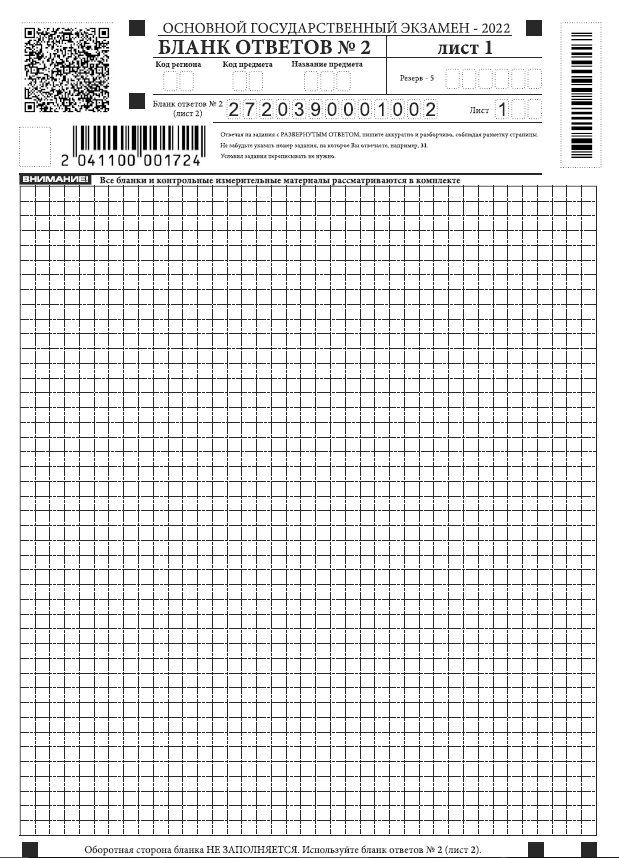 ОСНОВНОЙ ГОСУДАРСТВЕННЫЙ ЭКЗАМЕН - 2022
БЛАНК ОТВЕТОВ № 2
лист 1
Код региона
Код предмета
Название предмета
Резерв - 5
Бланк ответов № 2
(лист 2)
2720390001002
Лист 1
2 041100 001724
Отвечая на задания с РАЗВЕРНУТЫМ ОТВЕТОМ, пишите аккуратно и разборчиво, соблюдая разметку страницы.
Не забудьте указать номер задания, на которое Вы отвечаете, например, 31.
Условия задания переписывать не нужно.
ВНИМАНИЕ! Все бланки и контрольные измерительные материалы рассматриваются в комплекте
Оборотная сторона бланка НЕ ЗАПОЛНЯЕТСЯ. Используйте бланк ответов № 2 (лист 2).